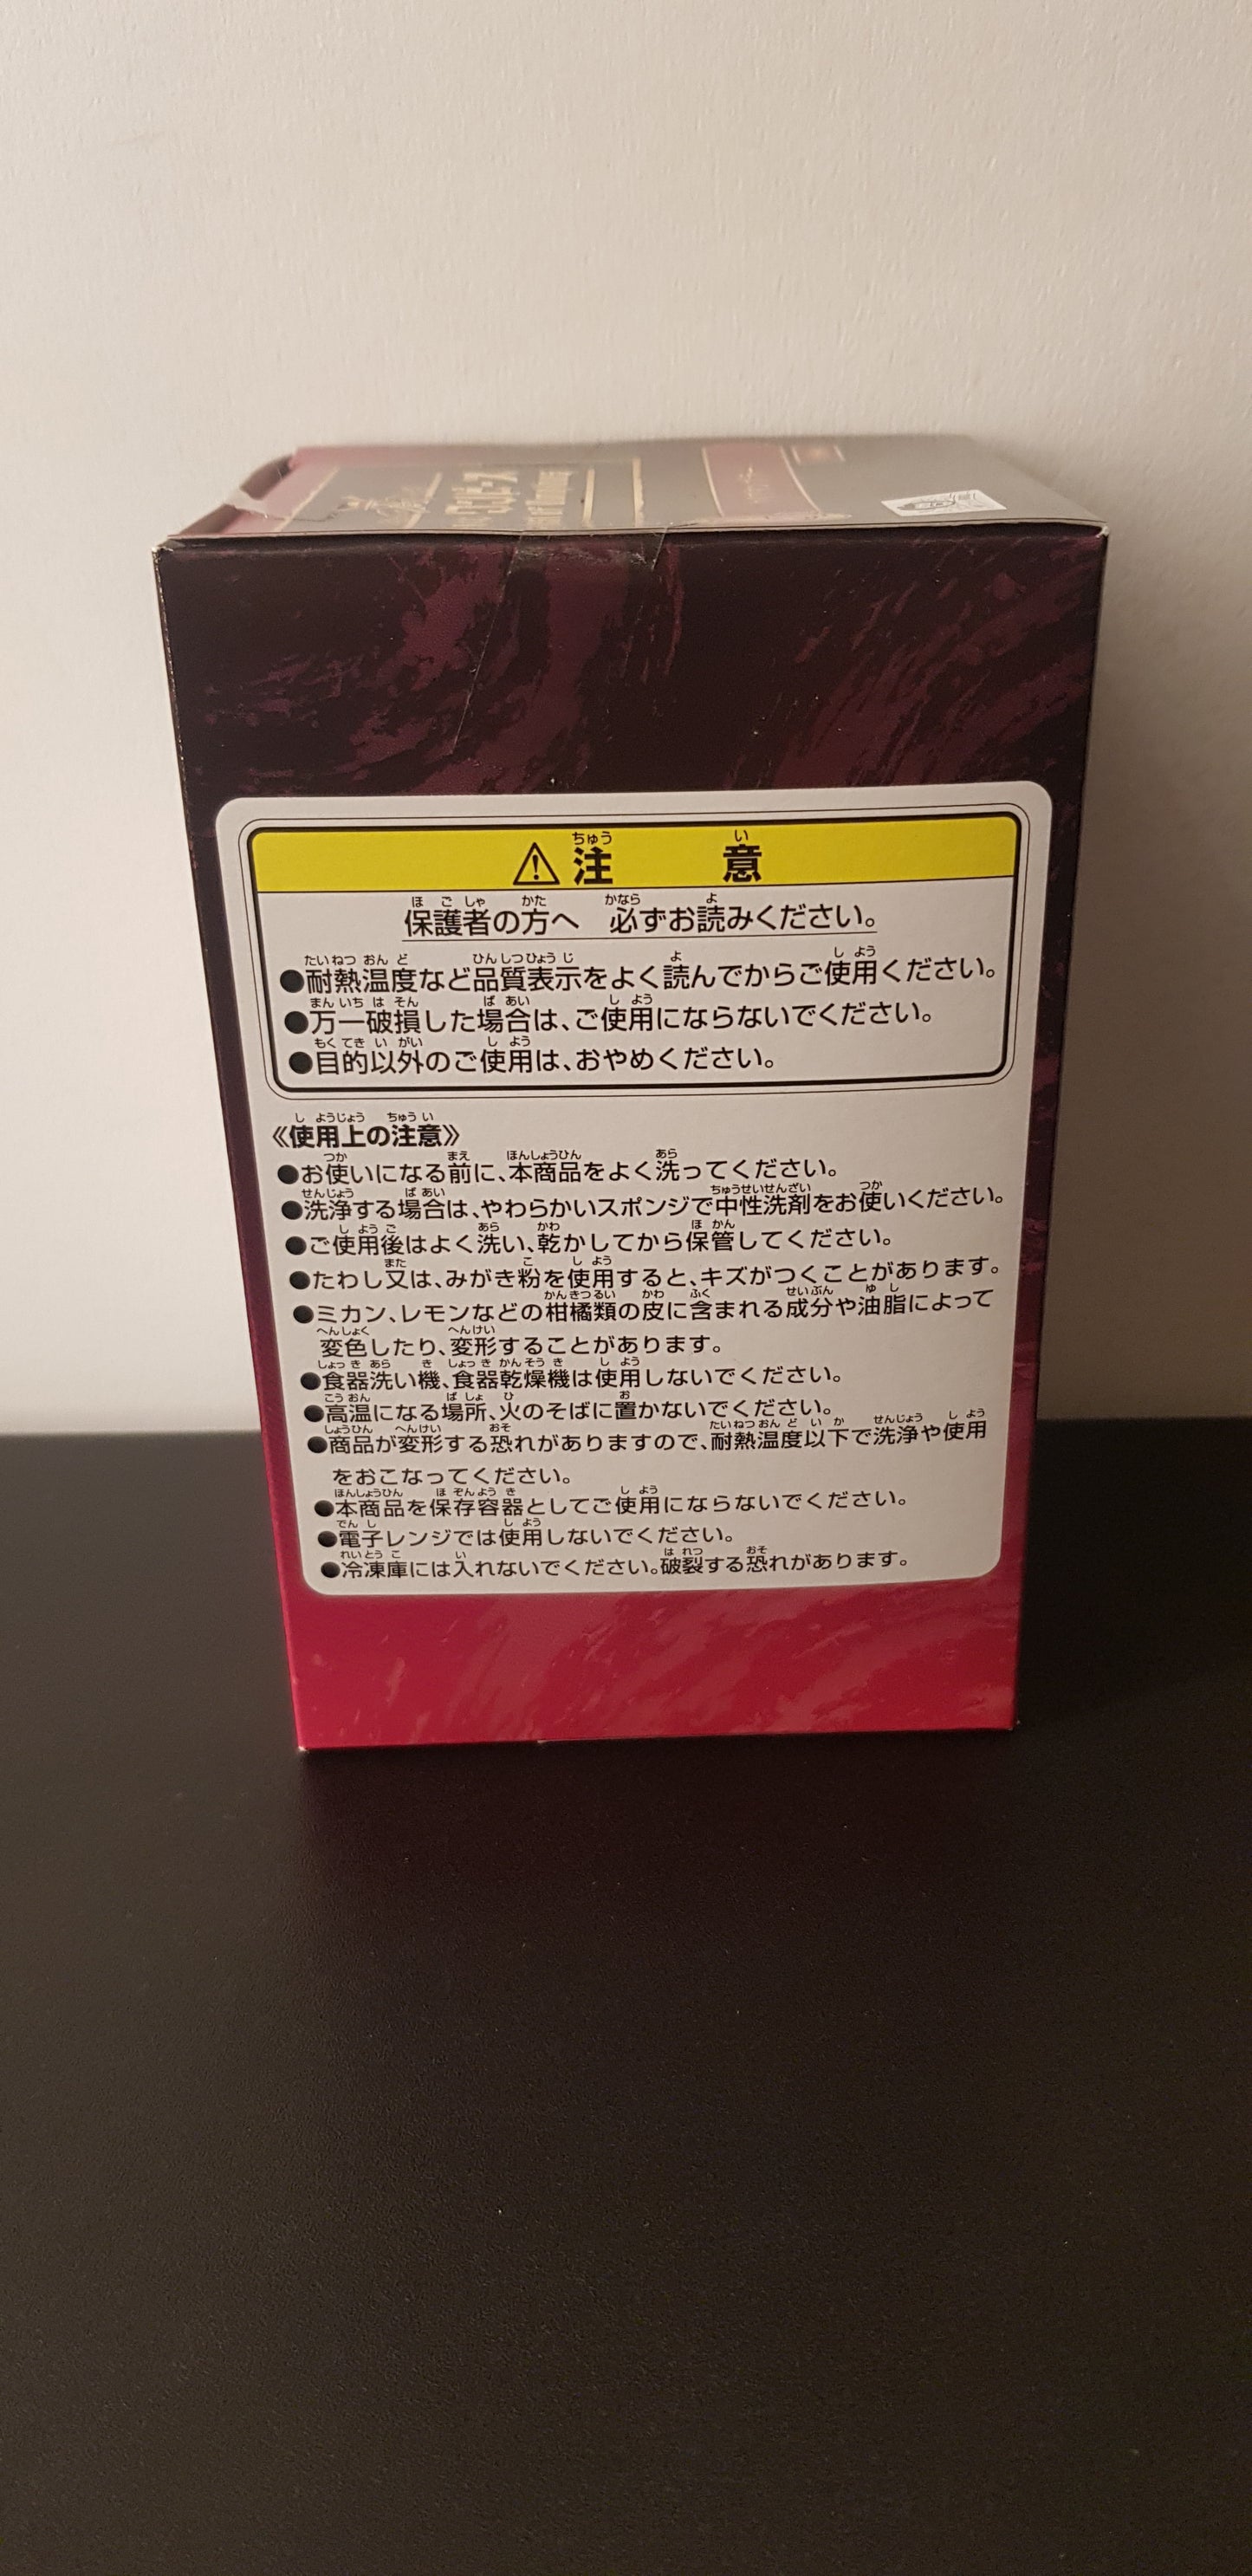 注意
保護者の方へ 必ずお読みください。
●耐熱温度など品質表示をよく読んでからご使用ください。
●万一破損した場合は、ご使用にならないでください。
●目的以外のご使用は、おやめください。
《使用上の注意》
●お使いになる前に、本商品をよく洗ってください。
●洗浄する場合は、やわらかいスポンジで中性洗剤をお使いください。
●ご使用後はよく洗い、乾かしてから保管してください。
●たわし又は、みがき粉を使用すると、キズがつくことがあります。
●ミカン、レモンなどの柑橘類の皮に含まれる成分や油脂によって
変色したり、変形することがあります。
●食器洗い機、食器乾燥機は使用しないでください。
●高温になる場所、火のそばに置かないでください。
●商品が変形する恐れがありますので、耐熱温度以下で洗浄や使用
をおこなってください。
●本商品を保存容器としてご使用にならないでください。
●電子レンジでは使用しないでください。
●冷凍庫には入れないでください。破裂する恐れがあります。